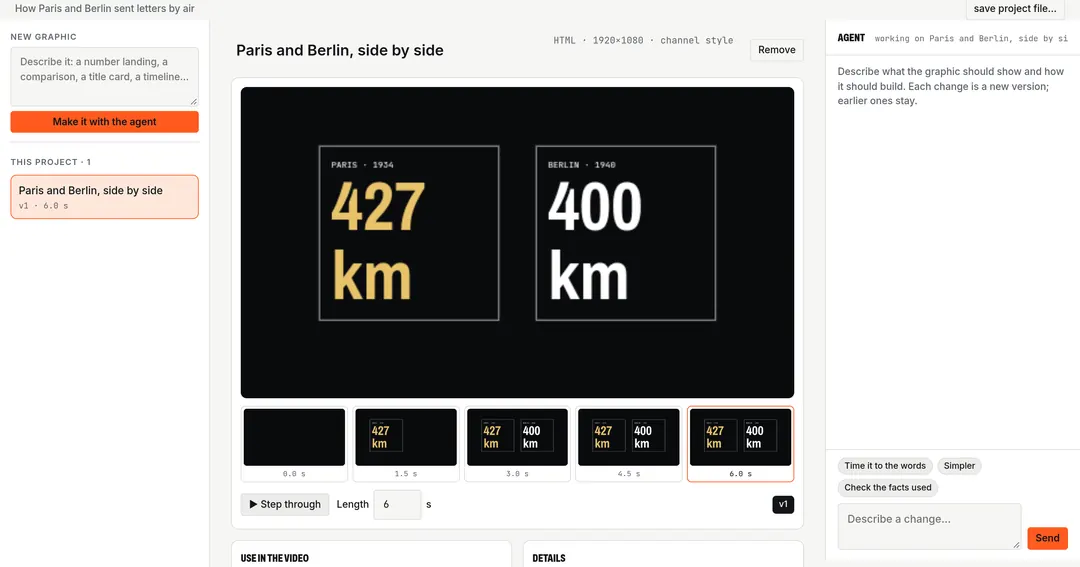 How Paris and Berlin sent letters by air
save project file...
NEW GRAPHIC
Describe it: a number landing, a
comparison, a title card, a timeline...
Make it with the agent
THIS PROJECT · 1
Paris and Berlin, side by side
v1 · 6.0 s
Paris and Berlin, side by side
HTML · 1920×1080 · channel style
Remove
PARIS · 1934
427
km
BERLIN · 1940
400
km
427
km
427
km
400
km
427
km
400
km
427
km
400
km
0.0 s
1.5 s
3.0 s
4.5 s
6.0 s
▶ Step through
Length
6
s
v1
USE IN THE VIDEO
DETAILS
AGENT
working on Paris and Berlin, side by si
Describe what the graphic should show and how
it should build. Each change is a new version;
earlier ones stay.
Time it to the words
Simpler
Check the facts used
Describe a change...
Send